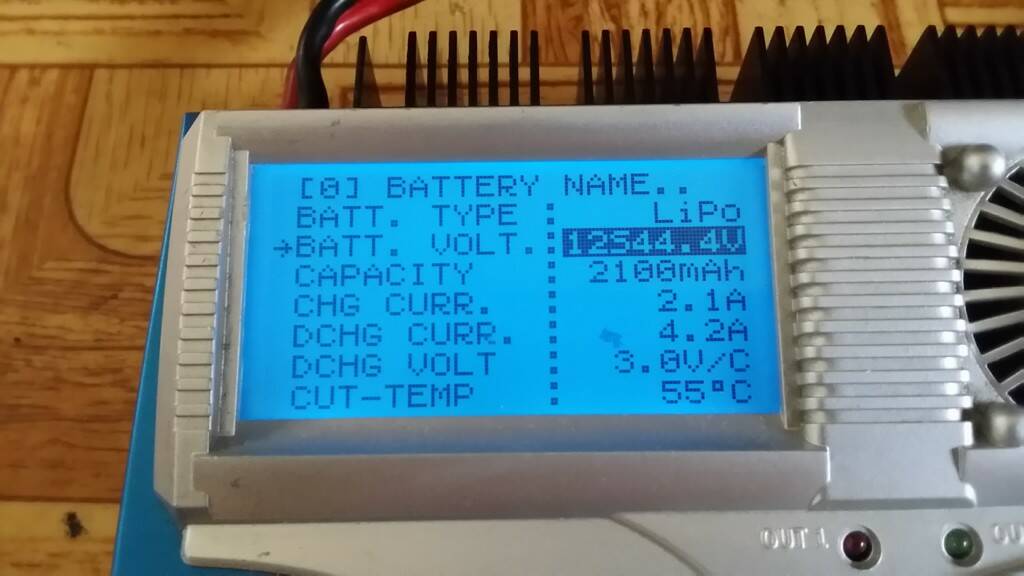 [0] BATTERY NAME..
BATT. TYPE : LiPo
→BATT. VOLT. : 12544.4V
CAPACITY : 2100mAh
CHG CURR. : 2.1A
DCHG CURR. : 4.2A
DCHG VOLT : 3.0V/C
CUT-TEMP : 55°C
OUT 1